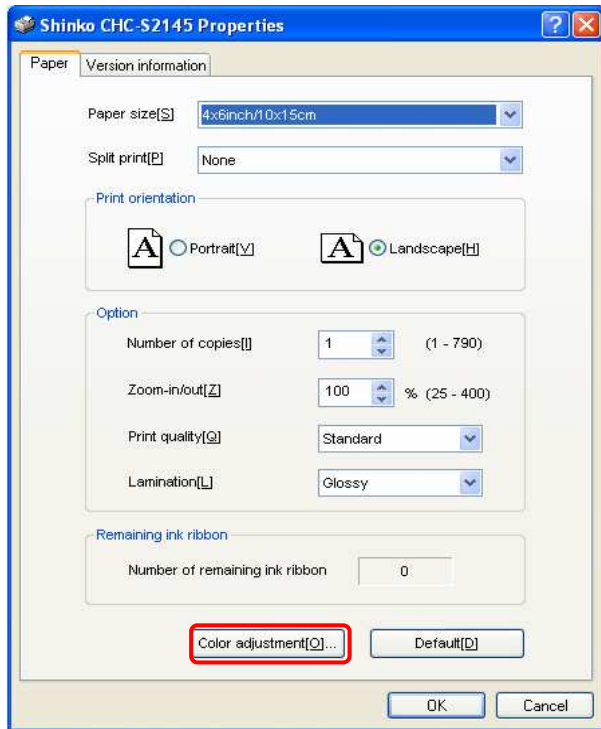 Shinko CHC-S2145 Properties
Paper Version information
Paper size[S] 4x6inch/10x15cm
Split print[P] None
Print orientation
A Portrait[V] A Landscape[H]
Option
Number of copies[I] 1 (1 - 790)
Zoom-in/out[Z] 100 % (25 - 400)
Print quality[Q] Standard
Lamination[L] Glossy
Remaining ink ribbon
Number of remaining ink ribbon 0
Color adjustment[O]... Default[D]
OK Cancel